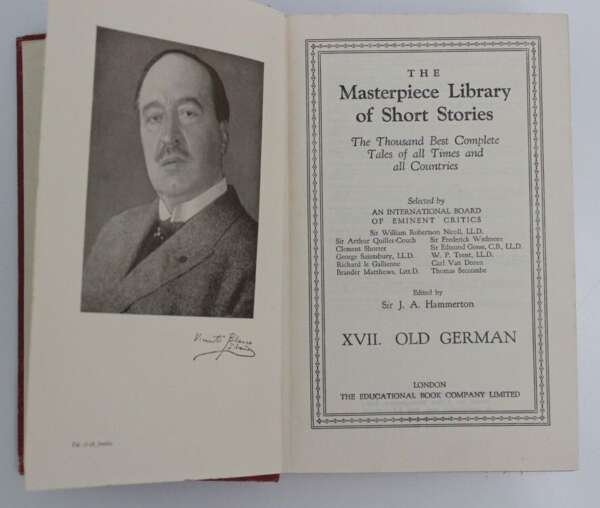 Vicente Blasco
Ibáñez
THE
Masterpiece Library
of Short Stories
The Thousand Best Complete
Tales of all Times and
all Countries
Selected by
AN INTERNATIONAL BOARD
OF EMINENT CRITICS
Sir William Robertson Nicoll, LL.D.
Sir Arthur Quiller-Couch Sir Frederick Wedmore
Clement Shorter Sir Edmund Gosse, C.B., LL.D.
George Saintsbury, LL.D. W. P. Trent, LL.D.
Richard le Gallienne Carl Van Doren
Brander Matthews, Litt.D. Thomas Seccombe
Edited by
Sir J. A. Hammerton
XVII. OLD GERMAN
LONDON
THE EDUCATIONAL BOOK COMPANY LIMITED